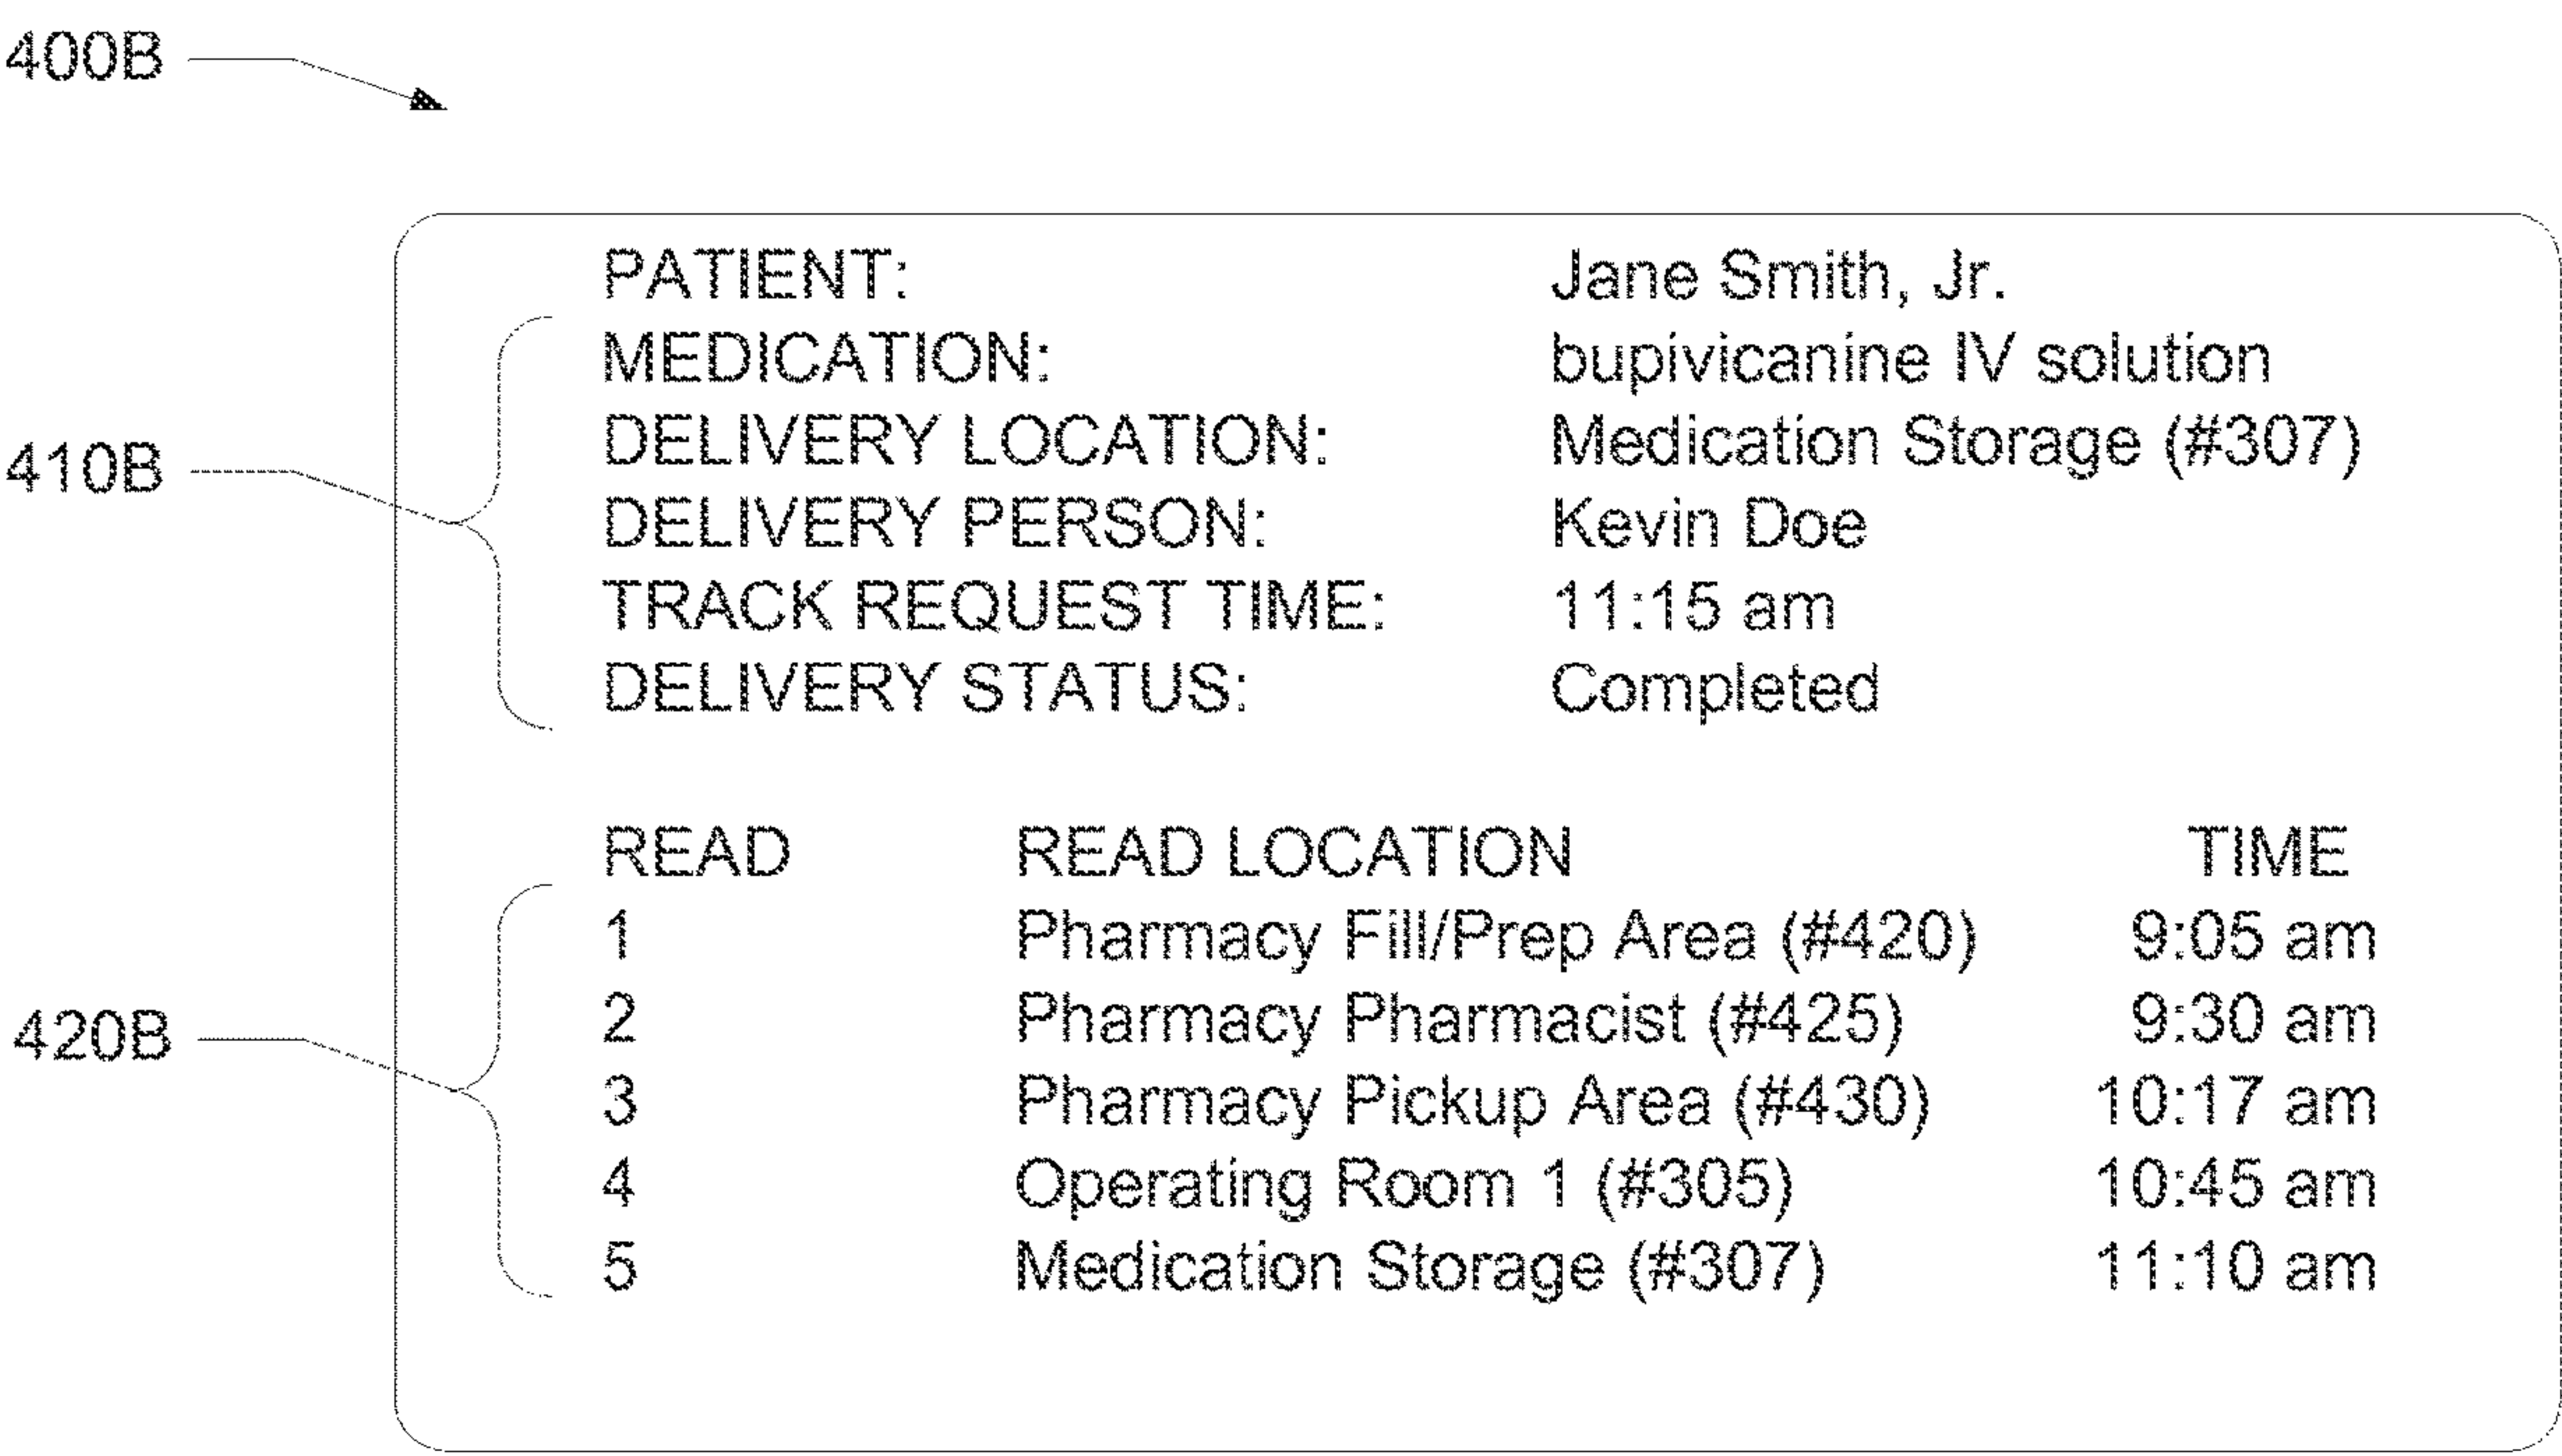 400B
PATIENT: Jane Smith, Jr.
MEDICATION: bupivicanine IV solution
410B
DELIVERY LOCATION: Medication Storage (#307)
DELIVERY PERSON: Kevin Doe
TRACK REQUEST TIME: 11:15 am
DELIVERY STATUS: Completed
READ READ LOCATION TIME
1 Pharmacy Fill/Prep Area (#420) 9:05 am
420B
2 Pharmacy Pharmacist (#425) 9:30 am
3 Pharmacy Pickup Area (#430) 10:17 am
4 Operating Room 1 (#305) 10:45 am
5 Medication Storage (#307) 11:10 am